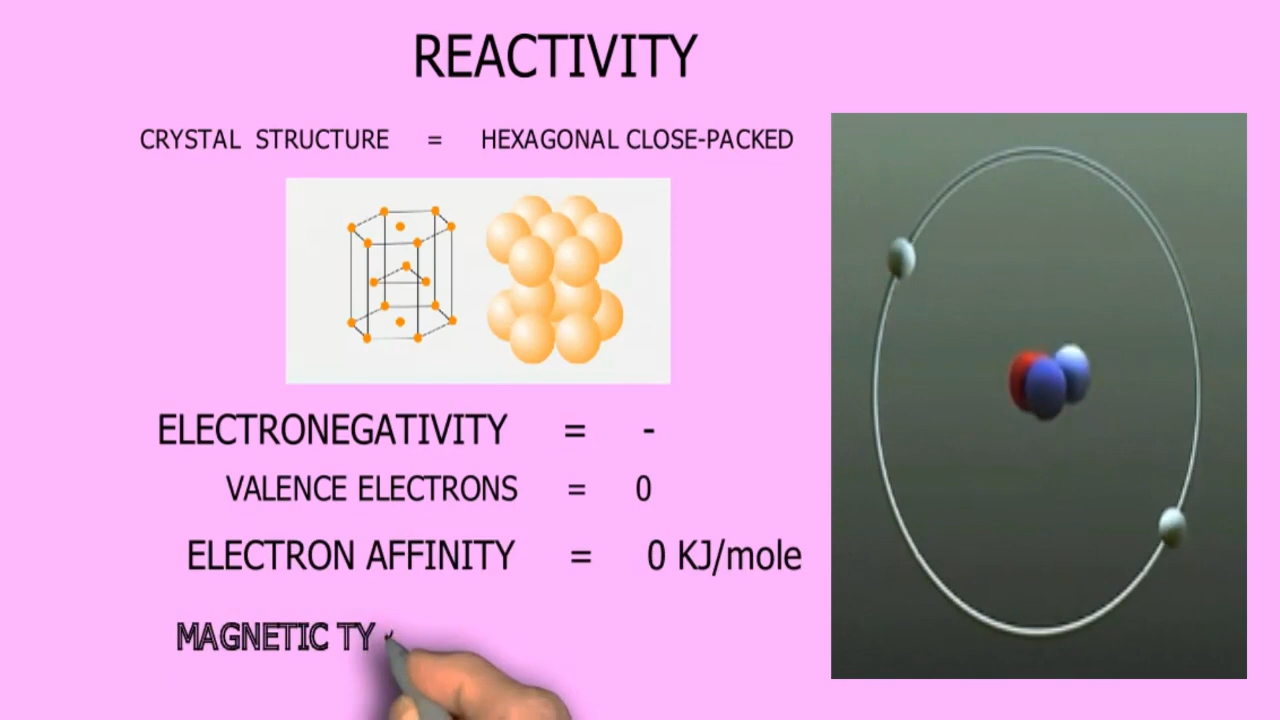 REACTIVITY
CRYSTAL STRUCTURE = HEXAGONAL CLOSE-PACKED
ELECTRONEGATIVITY = -
VALENCE ELECTRONS = 0
ELECTRON AFFINITY = 0 KJ/mole
MAGNETIC TY